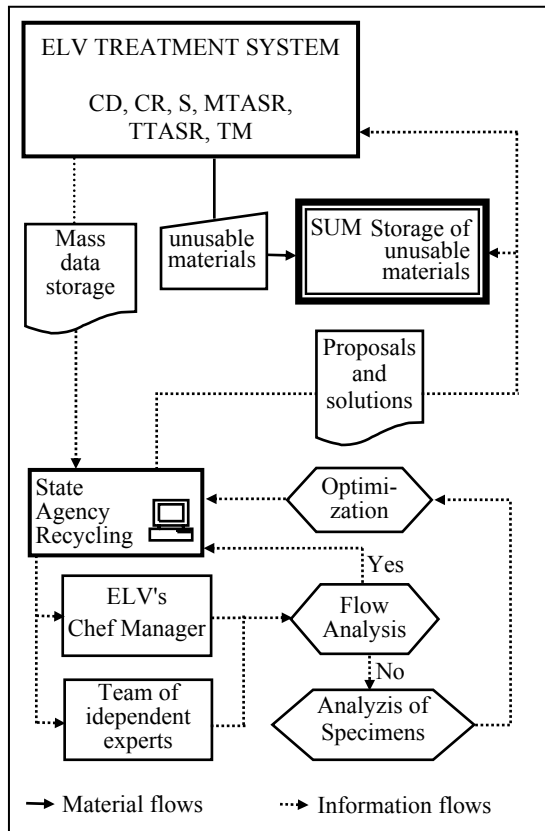 ELV TREATMENT SYSTEM
CD, CR, S, MTASR,
TTASR, TM
Mass
data
storage
unusable
materials
SUM Storage of
unusable
materials
Proposals
and
solutions
State
Agency
Recycling
Optimi-
zation
Yes
ELV's
Chef Manager
Flow
Analysis
No
Team of
idependent
experts
Analyzis of
Specimens
Material flows
Information flows